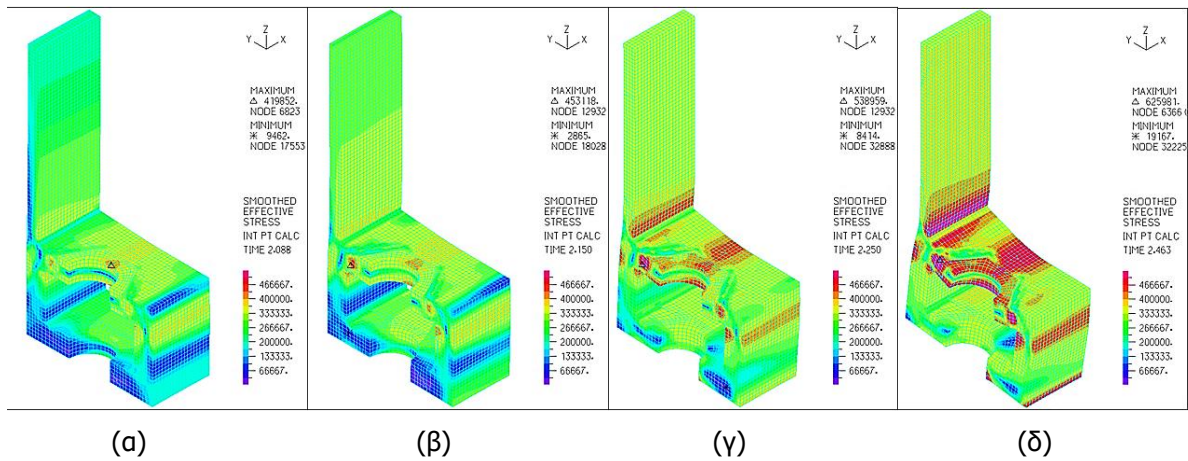 Z
Y X
MAXIMUM
△ 419852.
NODE 6823
MINIMUM
✳ 9462.
NODE 17553
SMOOTHED
EFFECTIVE
STRESS
INT PT CALC
TIME 2.088
466667.
400000.
333333.
266667.
200000.
133333.
66667.
(α)
Z
Y X
MAXIMUM
△ 453118.
NODE 12932
MINIMUM
✳ 2865.
NODE 18028
SMOOTHED
EFFECTIVE
STRESS
INT PT CALC
TIME 2.150
466667.
400000.
333333.
266667.
200000.
133333.
66667.
(β)
Z
Y X
MAXIMUM
△ 538959.
NODE 12932
MINIMUM
✳ 8414.
NODE 32888
SMOOTHED
EFFECTIVE
STRESS
INT PT CALC
TIME 2.250
466667.
400000.
333333.
266667.
200000.
133333.
66667.
(γ)
Z
Y X
MAXIMUM
△ 625981.
NODE 6366
MINIMUM
✳ 19167.
NODE 32225
SMOOTHED
EFFECTIVE
STRESS
INT PT CALC
TIME 2.463
466667.
400000.
333333.
266667.
200000.
133333.
66667.
(δ)